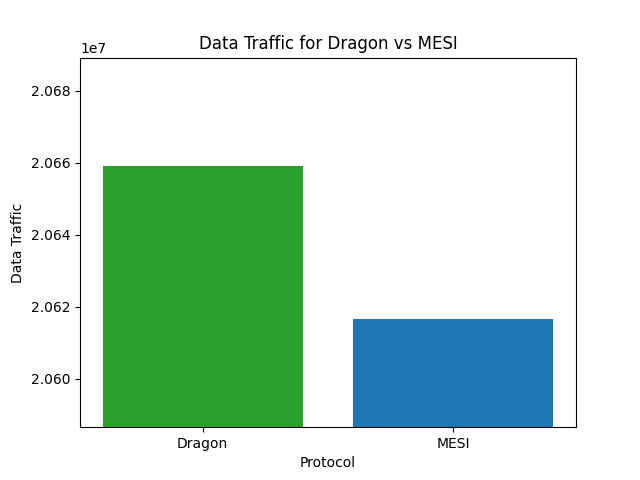 Data Traffic for Dragon vs MESI
1e7
2.068
2.066
2.064
2.062
2.060
Data Traffic
Dragon
MESI
Protocol